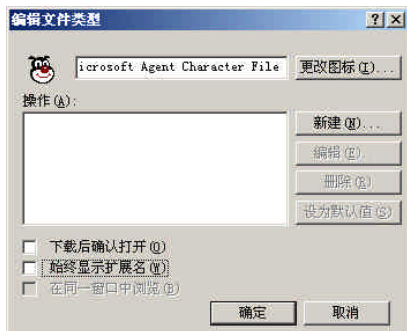 编辑文件类型
icrosoft Agent Character File
更改图标(I)...
操作(A):
新建(N)...
编辑(E).
删除(R)
设为默认值(S)
下载后确认打开(O)
始终显示扩展名(W)
在同一窗口中浏览(B)
确定
取消